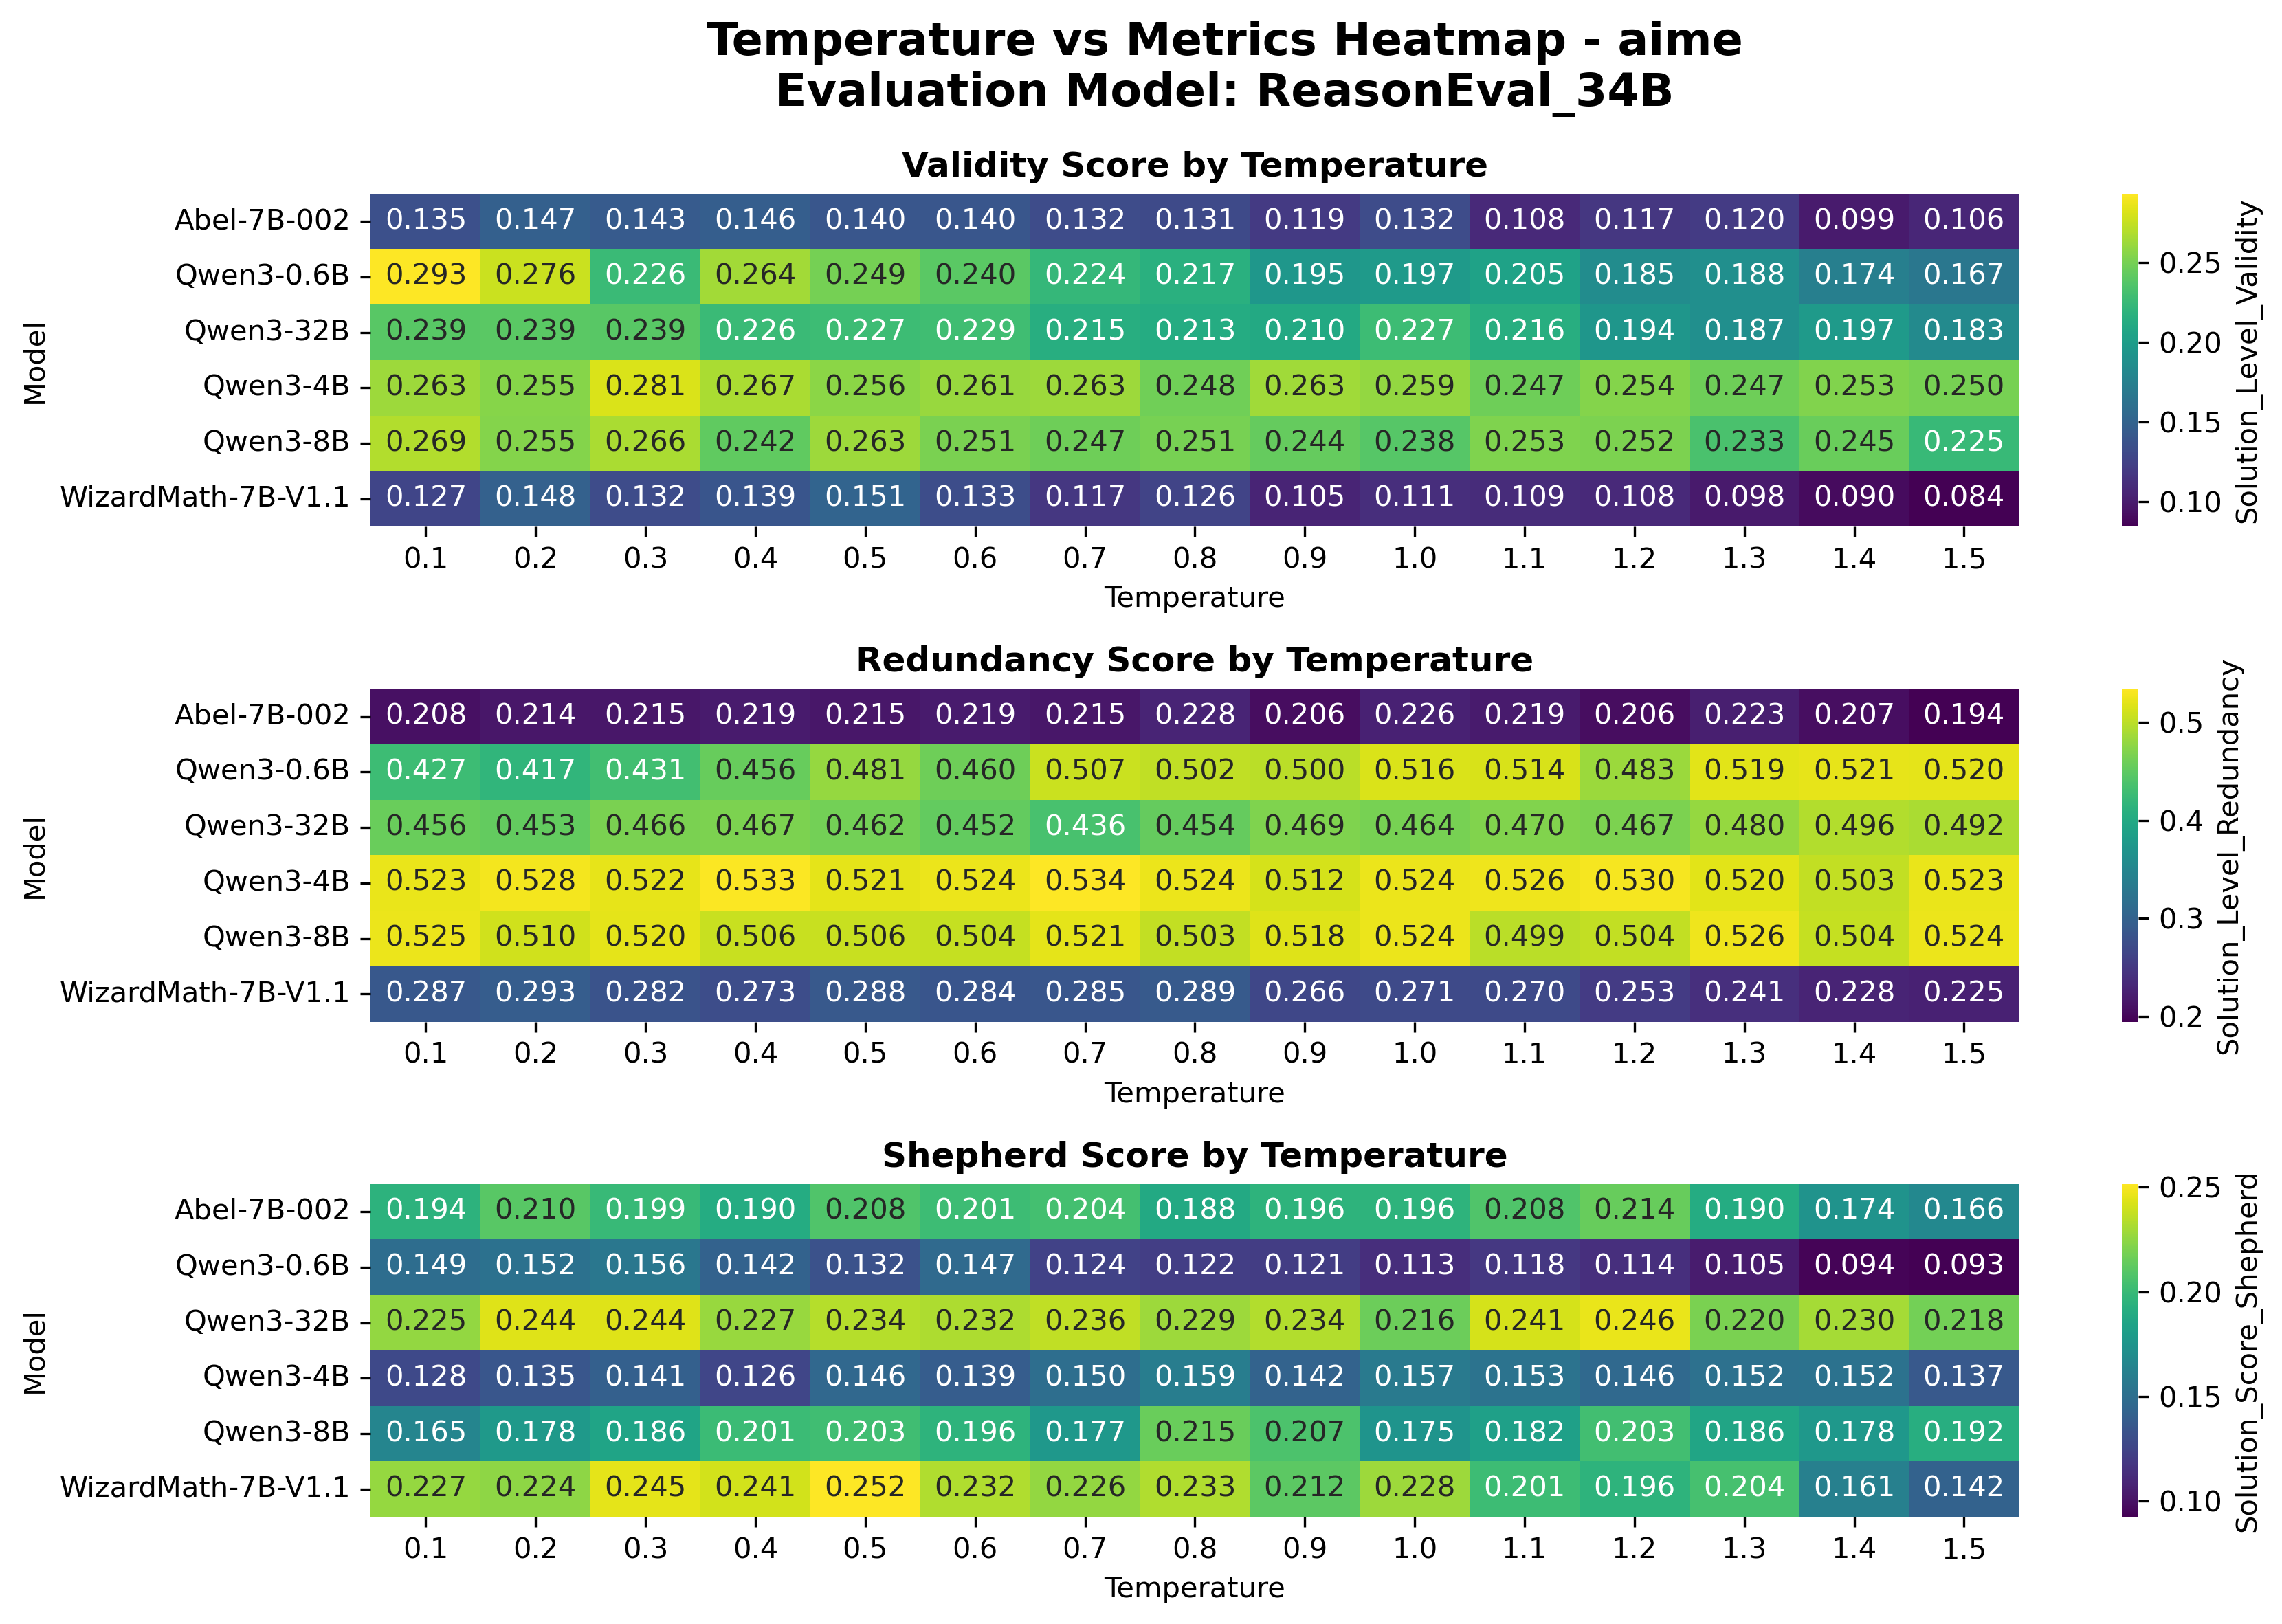 Temperature vs Metrics Heatmap - aime
Evaluation Model: ReasonEval_34B
Validity Score by Temperature
Model
Abel-7B-002 0.135 0.147 0.143 0.146 0.140 0.140 0.132 0.131 0.119 0.132 0.108 0.117 0.120 0.099 0.106
Qwen3-0.6B 0.293 0.276 0.226 0.264 0.249 0.240 0.224 0.217 0.195 0.197 0.205 0.185 0.188 0.174 0.167
Qwen3-32B 0.239 0.239 0.239 0.226 0.227 0.229 0.215 0.213 0.210 0.227 0.216 0.194 0.187 0.197 0.183
Qwen3-4B 0.263 0.255 0.281 0.267 0.256 0.261 0.263 0.248 0.263 0.259 0.247 0.254 0.247 0.253 0.250
Qwen3-8B 0.269 0.255 0.266 0.242 0.263 0.251 0.247 0.251 0.244 0.238 0.253 0.252 0.233 0.245 0.225
WizardMath-7B-V1.1 0.127 0.148 0.132 0.139 0.151 0.133 0.117 0.126 0.105 0.111 0.109 0.108 0.098 0.090 0.084
0.1 0.2 0.3 0.4 0.5 0.6 0.7 0.8 0.9 1.0 1.1 1.2 1.3 1.4 1.5
Temperature
0.25
0.20
0.15
0.10
Solution_Level_Validity
Redundancy Score by Temperature
Model
Abel-7B-002 0.208 0.214 0.215 0.219 0.215 0.219 0.215 0.228 0.206 0.226 0.219 0.206 0.223 0.207 0.194
Qwen3-0.6B 0.427 0.417 0.431 0.456 0.481 0.460 0.507 0.502 0.500 0.516 0.514 0.483 0.519 0.521 0.520
Qwen3-32B 0.456 0.453 0.466 0.467 0.462 0.452 0.436 0.454 0.469 0.464 0.470 0.467 0.480 0.496 0.492
Qwen3-4B 0.523 0.528 0.522 0.533 0.521 0.524 0.534 0.524 0.512 0.524 0.526 0.530 0.520 0.503 0.523
Qwen3-8B 0.525 0.510 0.520 0.506 0.506 0.504 0.521 0.503 0.518 0.524 0.499 0.504 0.526 0.504 0.524
WizardMath-7B-V1.1 0.287 0.293 0.282 0.273 0.288 0.284 0.285 0.289 0.266 0.271 0.270 0.253 0.241 0.228 0.225
0.1 0.2 0.3 0.4 0.5 0.6 0.7 0.8 0.9 1.0 1.1 1.2 1.3 1.4 1.5
Temperature
0.5
0.4
0.3
0.2
Solution_Level_Redundancy
Shepherd Score by Temperature
Model
Abel-7B-002 0.194 0.210 0.199 0.190 0.208 0.201 0.204 0.188 0.196 0.196 0.208 0.214 0.190 0.174 0.166
Qwen3-0.6B 0.149 0.152 0.156 0.142 0.132 0.147 0.124 0.122 0.121 0.113 0.118 0.114 0.105 0.094 0.093
Qwen3-32B 0.225 0.244 0.244 0.227 0.234 0.232 0.236 0.229 0.234 0.216 0.241 0.246 0.220 0.230 0.218
Qwen3-4B 0.128 0.135 0.141 0.126 0.146 0.139 0.150 0.159 0.142 0.157 0.153 0.146 0.152 0.152 0.137
Qwen3-8B 0.165 0.178 0.186 0.201 0.203 0.196 0.177 0.215 0.207 0.175 0.182 0.203 0.186 0.178 0.192
WizardMath-7B-V1.1 0.227 0.224 0.245 0.241 0.252 0.232 0.226 0.233 0.212 0.228 0.201 0.196 0.204 0.161 0.142
0.1 0.2 0.3 0.4 0.5 0.6 0.7 0.8 0.9 1.0 1.1 1.2 1.3 1.4 1.5
Temperature
0.25
0.20
0.15
0.10
Solution_Score_Shepherd